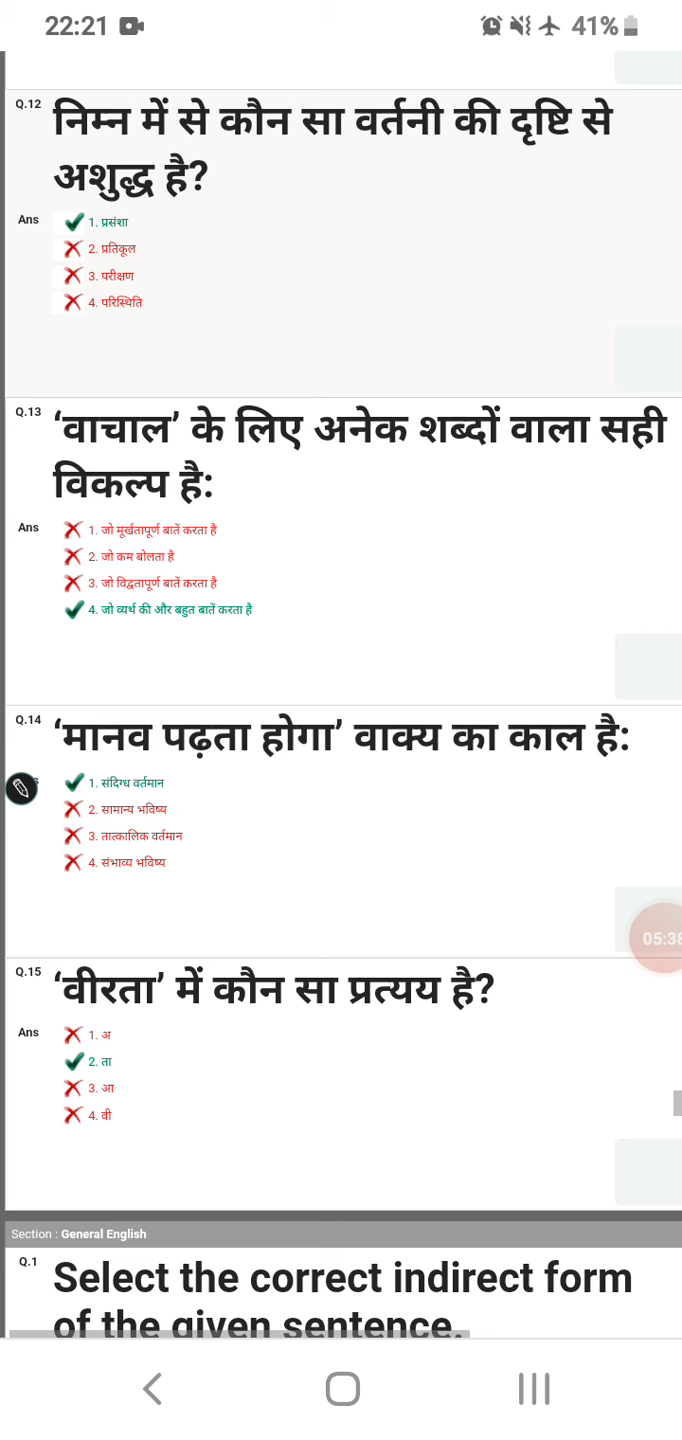 22:21 41%
Q.12 निम्न में से कौन सा वर्तनी की दृष्टि से
अशुद्ध है?
Ans 1. प्रसंशा
2. प्रतिकूल
3. परीक्षण
4. परिस्थिति
Q.13 ‘वाचाल’ के लिए अनेक शब्दों वाला सही
विकल्प है:
Ans 1. जो मूर्खतापूर्ण बातें करता है
2. जो कम बोलता है
3. जो विद्वतापूर्ण बातें करता है
4. जो व्यर्थ की और बहुत बातें करता है
Q.14 ‘मानव पढ़ता होगा’ वाक्य का काल है:
1. संदिग्ध वर्तमान
2. सामान्य भविष्य
3. तात्कालिक वर्तमान
4. संभाव्य भविष्य
05:38
Q.15 ‘वीरता’ में कौन सा प्रत्यय है?
Ans 1. अ
2. ता
3. आ
4. वी
Section : General English
Q.1 Select the correct indirect form
of the given sentence.